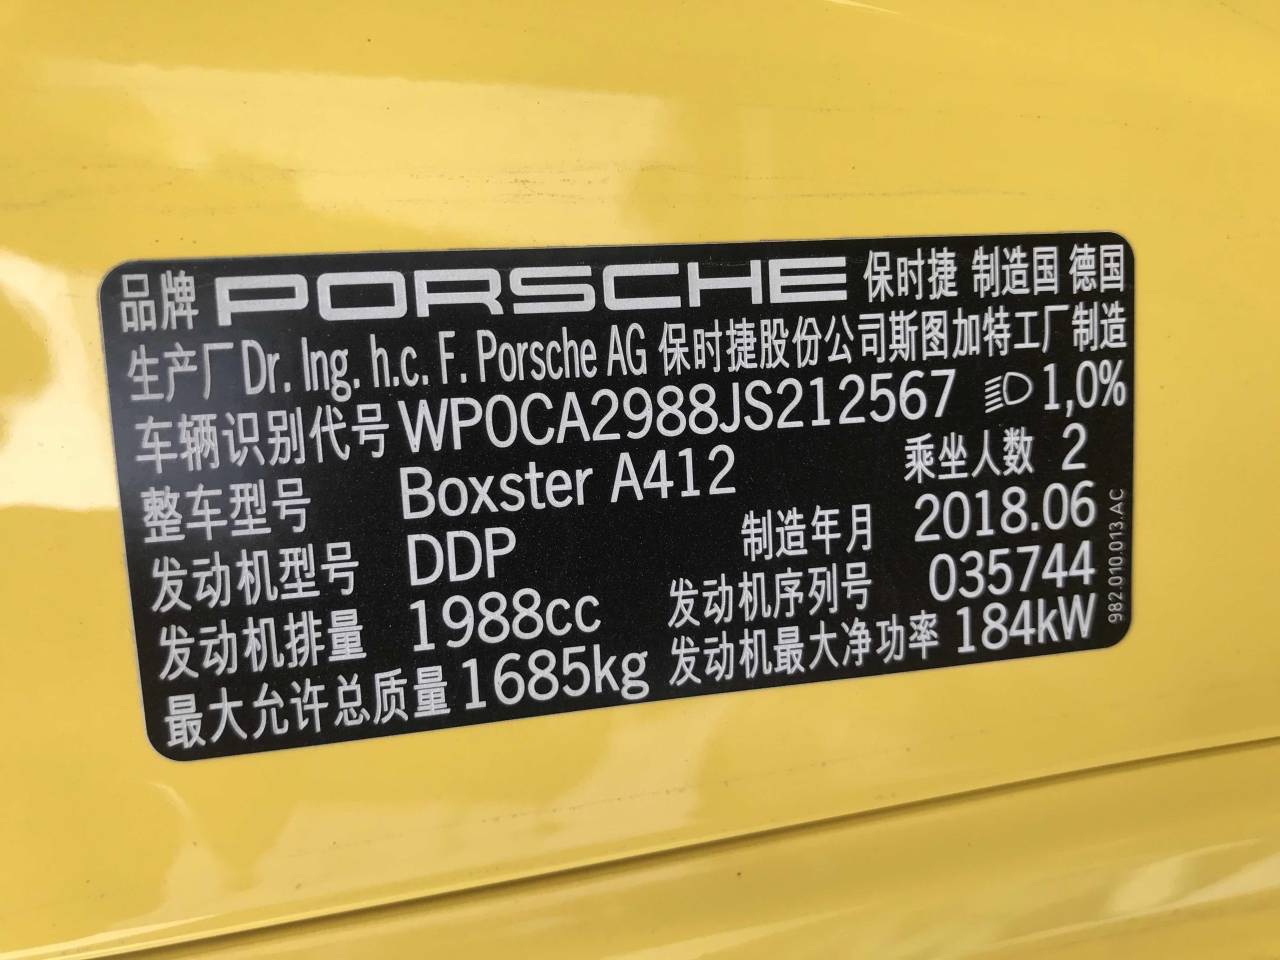 品牌 PORSCHE 保时捷 制造国 德国
生产厂 Dr. Ing. h.c. F. Porsche AG 保时捷股份公司斯图加特工厂制造
车辆识别代号 WP0CA2988JS212567 1,0%
整车型号 Boxster A412 乘坐人数 2
发动机型号 DDP 制造年月 2018.06
发动机排量 1988cc 发动机序列号 035744
最大允许总质量 1685kg 发动机最大净功率 184kW
982.010.013.AC